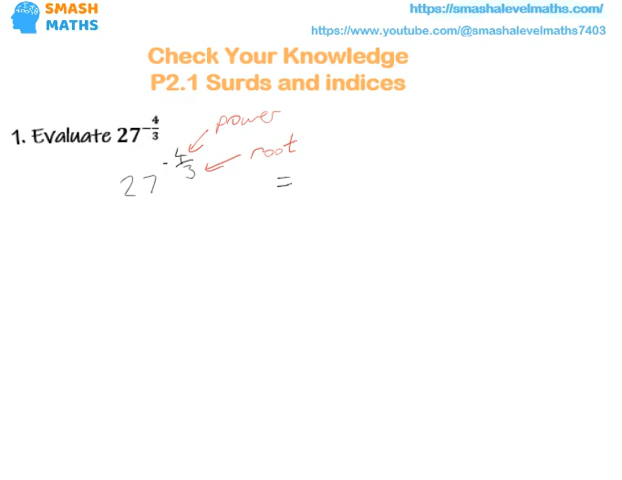 SMASH
MATHS
https://smashalevelmaths.com/
https://www.youtube.com/@smashalevelmaths7403
Check Your Knowledge
P2.1 Surds and indices
1. Evaluate 27^{-4/3}
power
root
27^{-4/3} =